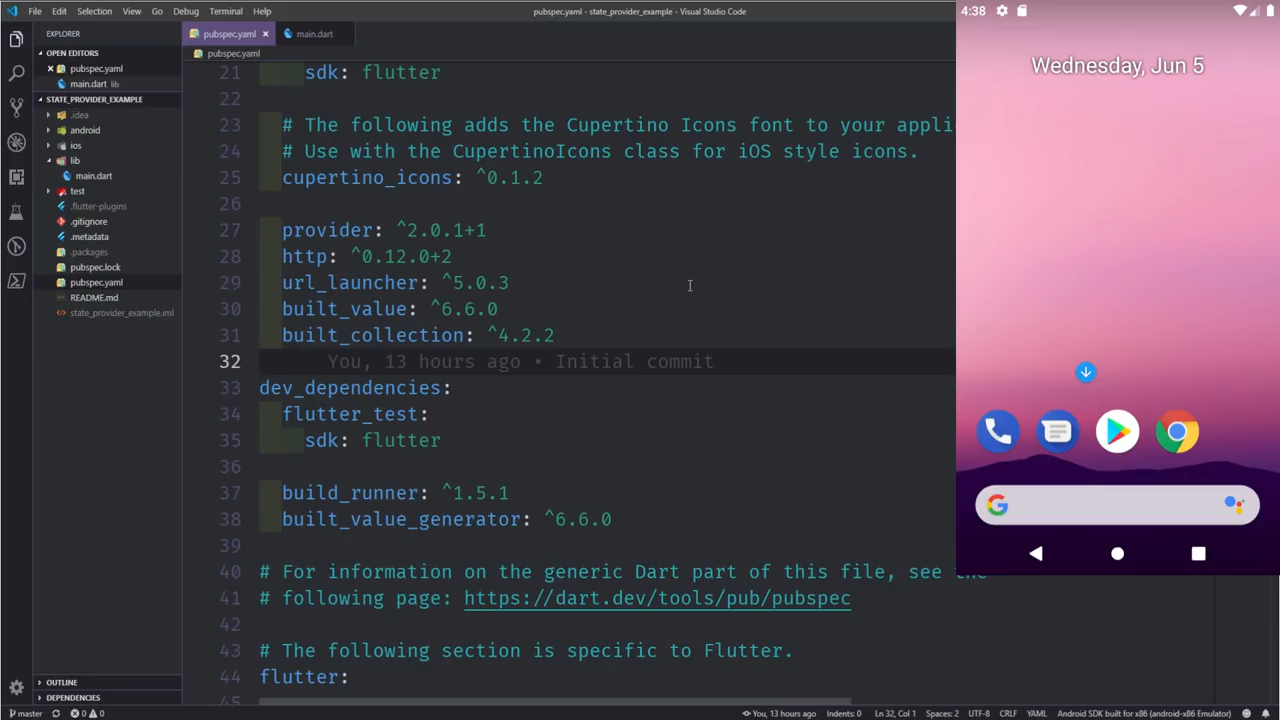 File Edit Selection View Go Debug Terminal Help
pubspec.yaml - state_provider_example - Visual Studio Code
EXPLORER
OPEN EDITORS
pubspec.yaml
main.dart lib
STATE_PROVIDER_EXAMPLE
.idea
android
ios
lib
main.dart
test
.flutter-plugins
.gitignore
.metadata
.packages
pubspec.lock
pubspec.yaml
README.md
state_provider_example.iml
OUTLINE
DEPENDENCIES
pubspec.yaml × main.dart
pubspec.yaml
21 sdk: flutter
22
23 # The following adds the Cupertino Icons font to your appli
24 # Use with the CupertinoIcons class for iOS style icons.
25 cupertino_icons: ^0.1.2
26
27 provider: ^2.0.1+1
28 http: ^0.12.0+2
29 url_launcher: ^5.0.3
30 built_value: ^6.6.0
31 built_collection: ^4.2.2
32 You, 13 hours ago • Initial commit
33 dev_dependencies:
34 flutter_test:
35 sdk: flutter
36
37 build_runner: ^1.5.1
38 built_value_generator: ^6.6.0
39
40 # For information on the generic Dart part of this file, see the
41 # following page: https://dart.dev/tools/pub/pubspec
42
43 # The following section is specific to Flutter.
44 flutter:
45
4:38
Wednesday, Jun 5
G
master 0 0 You, 13 hours ago Indents: 0 Ln 32, Col 1 Spaces: 2 UTF-8 CRLF YAML Android SDK built for x86 (android-x86 Emulator)